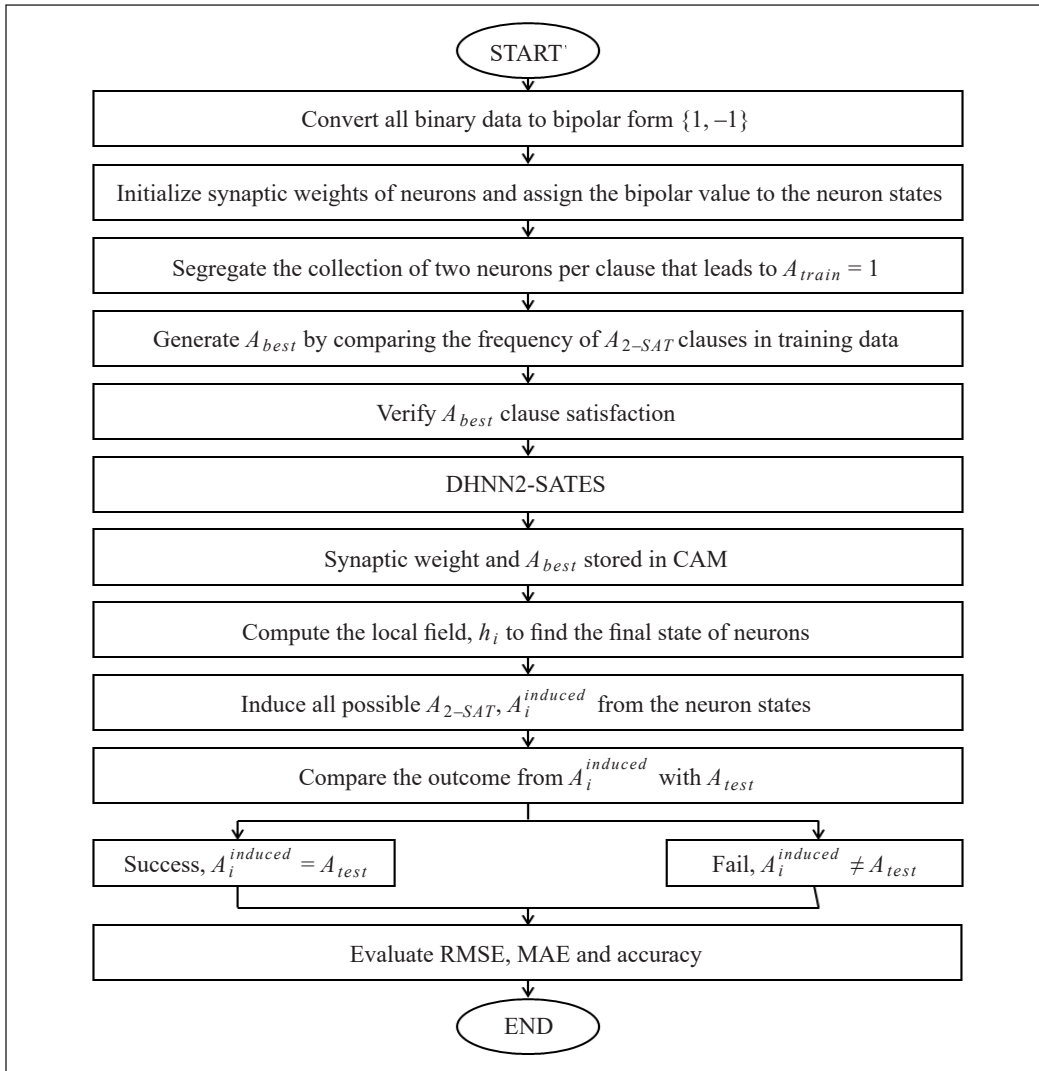 START
Convert all binary data to bipolar form {1, –1}
Initialize synaptic weights of neurons and assign the bipolar value to the neuron states
Segregate the collection of two neurons per clause that leads to A_train = 1
Generate A_best by comparing the frequency of A_2–SAT clauses in training data
Verify A_best clause satisfaction
DHNN2-SATES
Synaptic weight and A_best stored in CAM
Compute the local field, h_i to find the final state of neurons
Induce all possible A_2–SAT, A_i^induced from the neuron states
Compare the outcome from A_i^induced with A_test
Success, A_i^induced = A_test
Fail, A_i^induced ≠ A_test
Evaluate RMSE, MAE and accuracy
END